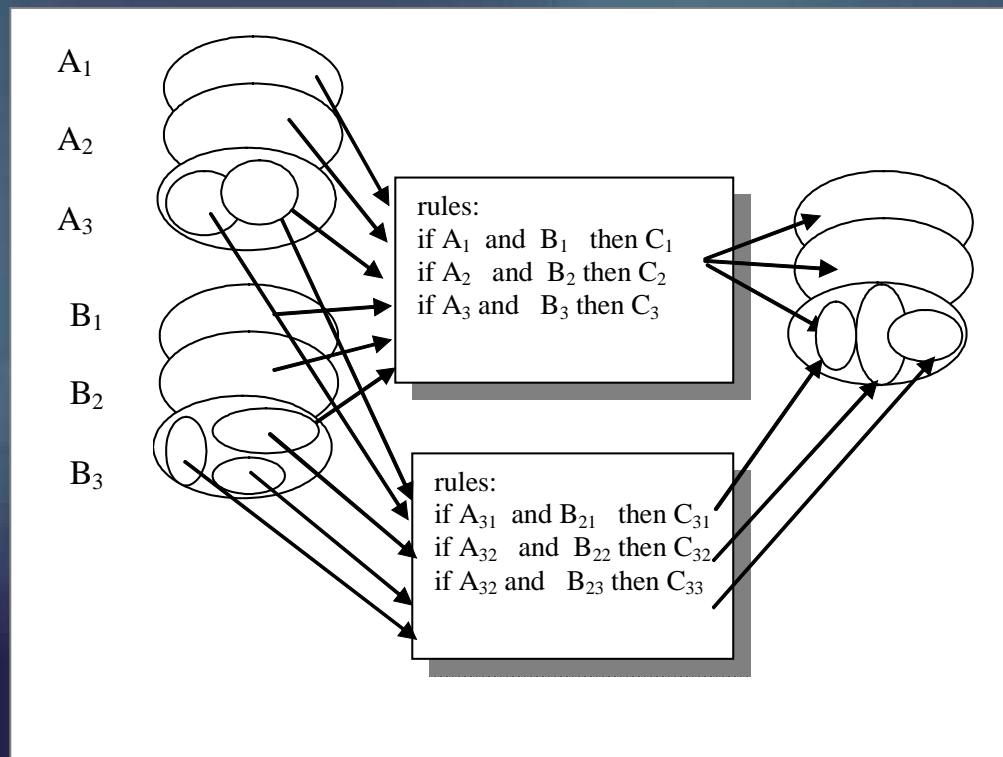 A₁
A₂
A₃
B₁
B₂
B₃
rules:
if A₁ and B₁ then C₁
if A₂ and B₂ then C₂
if A₃ and B₃ then C₃
rules:
if A₃₁ and B₂₁ then C₃₁
if A₃₂ and B₂₂ then C₃₂
if A₃₂ and B₂₃ then C₃₃